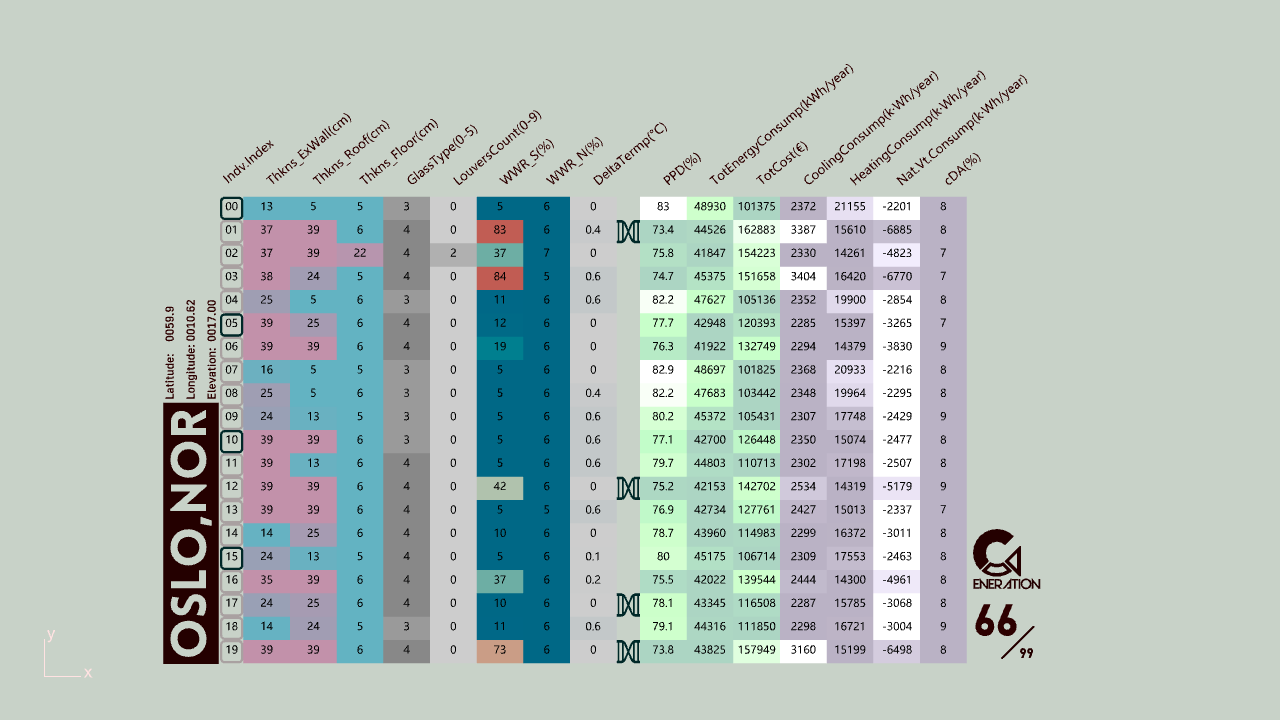 Indv.Index Thkns_ExWall(cm) Thkns_Roof(cm) Thkns_Floor(cm) GlassType(0-5) LouversCount(0-9) WWR_S(%) WWR_N(%) DeltaTermp(°C) PPD(%) TotEnergyConsump(kWh/year) TotCost(€) CoolingConsump(k·Wh/year) HeatingConsump(k·Wh/year) Nat.Vt.Consump(k·Wh/year) cDA(%)
00 13 5 5 3 0 5 6 0 83 48930 101375 2372 21155 -2201 8
01 37 39 6 4 0 83 6 0.4 73.4 44526 162883 3387 15610 -6885 8
02 37 39 22 4 2 37 7 0 75.8 41847 154223 2330 14261 -4823 7
03 38 24 5 4 0 84 5 0.6 74.7 45375 151658 3404 16420 -6770 7
04 25 5 6 3 0 11 6 0.6 82.2 47627 105136 2352 19900 -2854 8
05 39 25 6 4 0 12 6 0 77.7 42948 120393 2285 15397 -3265 7
06 39 39 6 4 0 19 6 0 76.3 41922 132749 2294 14379 -3830 9
07 16 5 5 3 0 5 6 0 82.9 48697 101825 2368 20933 -2216 8
08 25 5 6 3 0 5 6 0.4 82.2 47683 103442 2348 19964 -2295 8
09 24 13 5 3 0 5 6 0.6 80.2 45372 105431 2307 17748 -2429 9
10 39 39 6 3 0 5 6 0.6 77.1 42700 126448 2350 15074 -2477 8
11 39 13 6 4 0 5 6 0.6 79.7 44803 110713 2302 17198 -2507 8
12 39 39 6 4 0 42 6 0 75.2 42153 142702 2534 14319 -5179 9
13 39 39 6 4 0 5 5 0.6 76.9 42734 127761 2427 15013 -2337 7
14 14 25 6 4 0 10 6 0 78.7 43960 114983 2299 16372 -3011 8
15 24 13 5 4 0 5 6 0.1 80 45175 106714 2309 17553 -2463 8
16 35 39 6 4 0 37 6 0.2 75.5 42022 139544 2444 14300 -4961 8
17 24 25 6 4 0 10 6 0 78.1 43345 116508 2287 15785 -3068 8
18 14 24 5 3 0 11 6 0.6 79.1 44316 111850 2298 16721 -3004 9
19 39 39 6 4 0 73 6 0 73.8 43825 157949 3160 15199 -6498 8
OSLO,NOR
Latitude: 0059.9
Longitude: 0010.62
Elevation: 0017.00
GENERATION
66/99
y
x